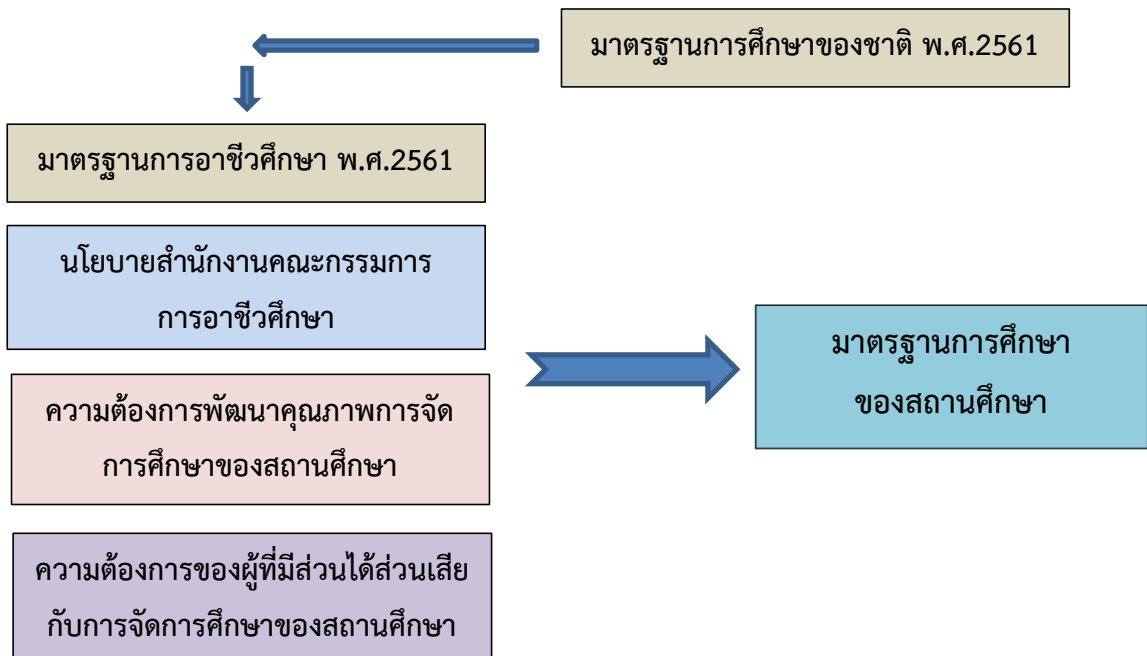 มาตรฐานการศึกษาของชาติ พ.ศ.2561
มาตรฐานการอาชีวศึกษา พ.ศ.2561
นโยบายสำนักงานคณะกรรมการ
การอาชีวศึกษา
ความต้องการพัฒนาคุณภาพการจัด
การศึกษาของสถานศึกษา
ความต้องการของผู้ที่มีส่วนได้ส่วนเสีย
กับการจัดการศึกษาของสถานศึกษา
มาตรฐานการศึกษา
ของสถานศึกษา